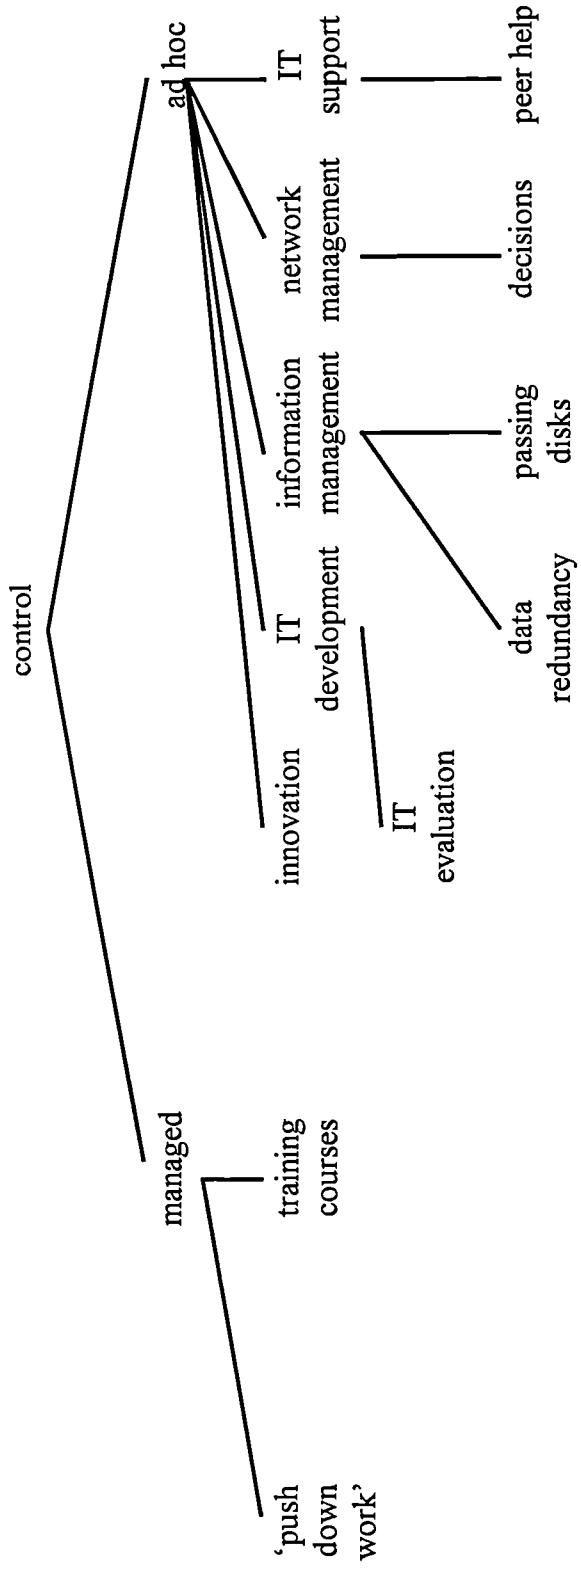 control
managed
ad hoc
'push
down
work'
training
courses
innovation
IT
development
information
management
network
management
IT
support
IT
evaluation
data
redundancy
passing
disks
decisions
peer help